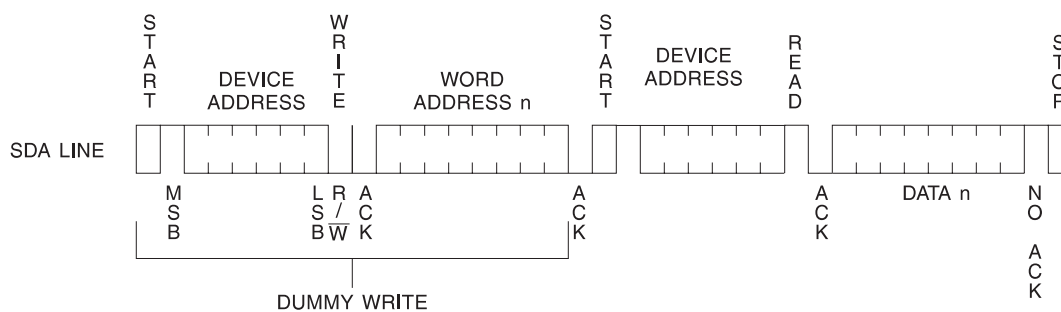 START
WRITE
START
READ
STOP
DEVICE
ADDRESS
WORD
ADDRESS n
DEVICE
ADDRESS
SDA LINE
MSB
LSB
R/W
ACK
ACK
ACK
DATA n
NO ACK
DUMMY WRITE